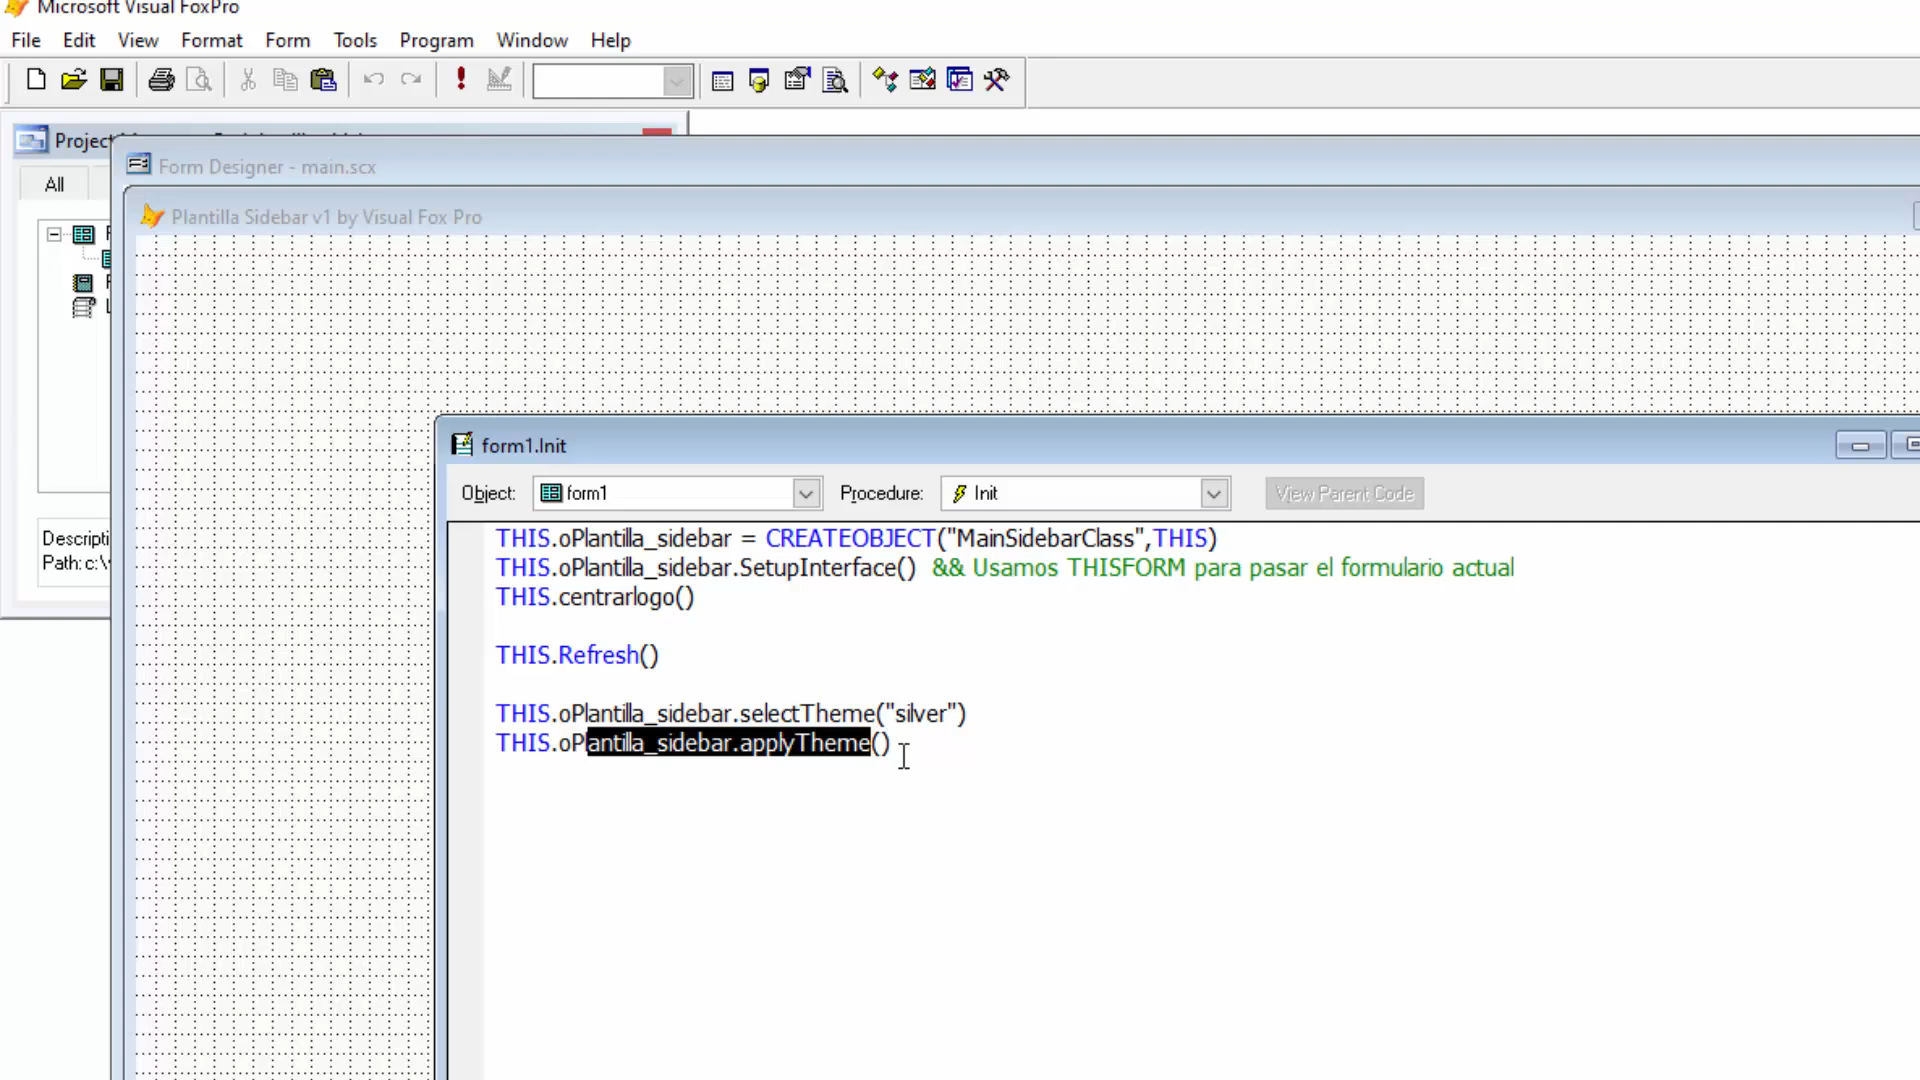 Microsoft Visual FoxPro
File Edit View Format Form Tools Program Window Help
Project
Form Designer - main.scx
All
Plantilla Sidebar v1 by Visual Fox Pro
form1.Init
Object: form1 Procedure: Init View Parent Code
THIS.oPlantilla_sidebar = CREATEOBJECT("MainSidebarClass",THIS)
THIS.oPlantilla_sidebar.SetupInterface() && Usamos THISFORM para pasar el formulario actual
THIS.centrarlogo()
THIS.Refresh()
THIS.oPlantilla_sidebar.selectTheme("silver")
THIS.oPlantilla_sidebar.applyTheme()
Descripti
Path: c:\